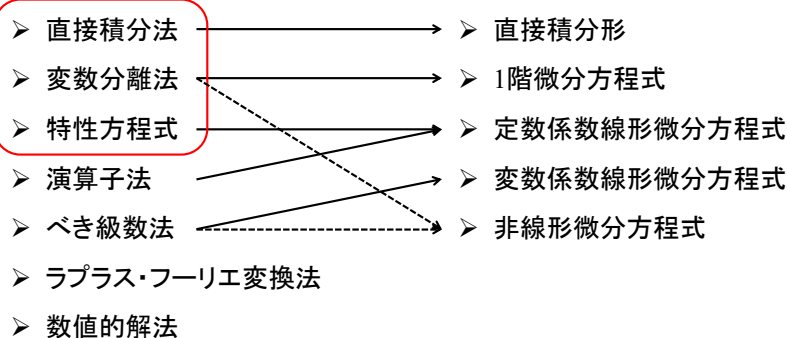 ➢ 直接積分法 ➢ 直接積分形
➢ 変数分離法 ➢ 1階微分方程式
➢ 特性方程式 ➢ 定数係数線形微分方程式
➢ 演算子法 ➢ 変数係数線形微分方程式
➢ べき級数法 ➢ 非線形微分方程式
➢ ラプラス・フーリエ変換法
➢ 数値的解法